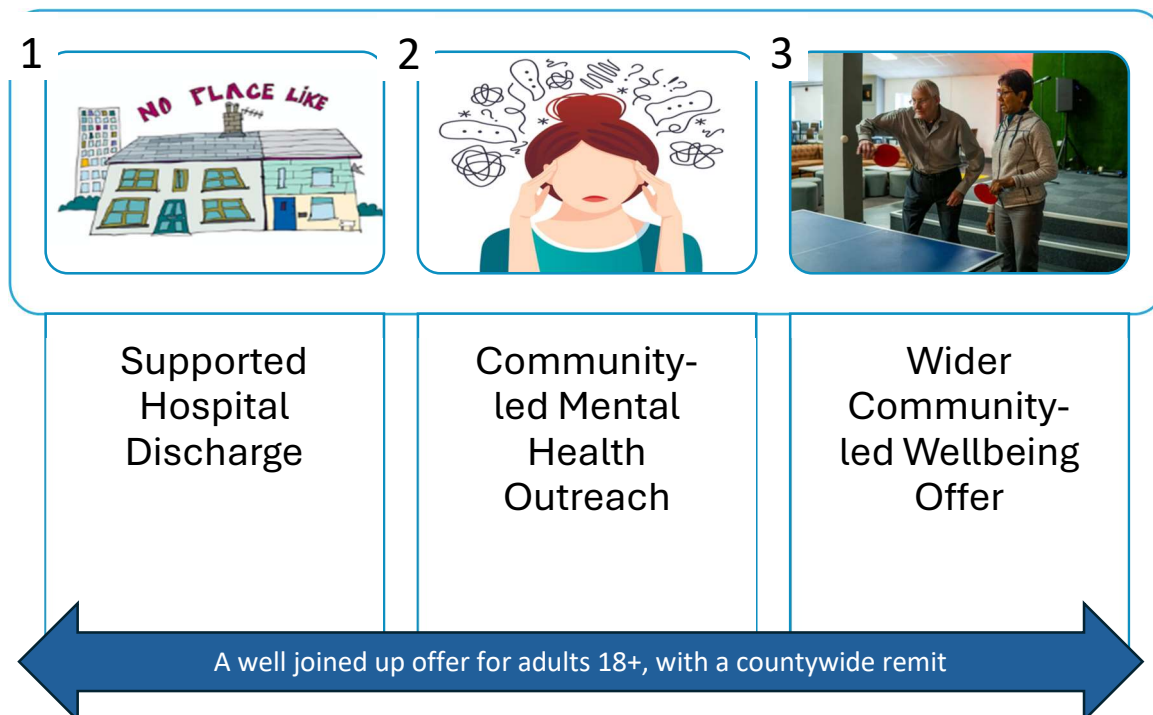 1
NO PLACE LIKE
2
3
Supported
Hospital
Discharge
Community-
led Mental
Health
Outreach
Wider
Community-
led Wellbeing
Offer
A well joined up offer for adults 18+, with a countywide remit